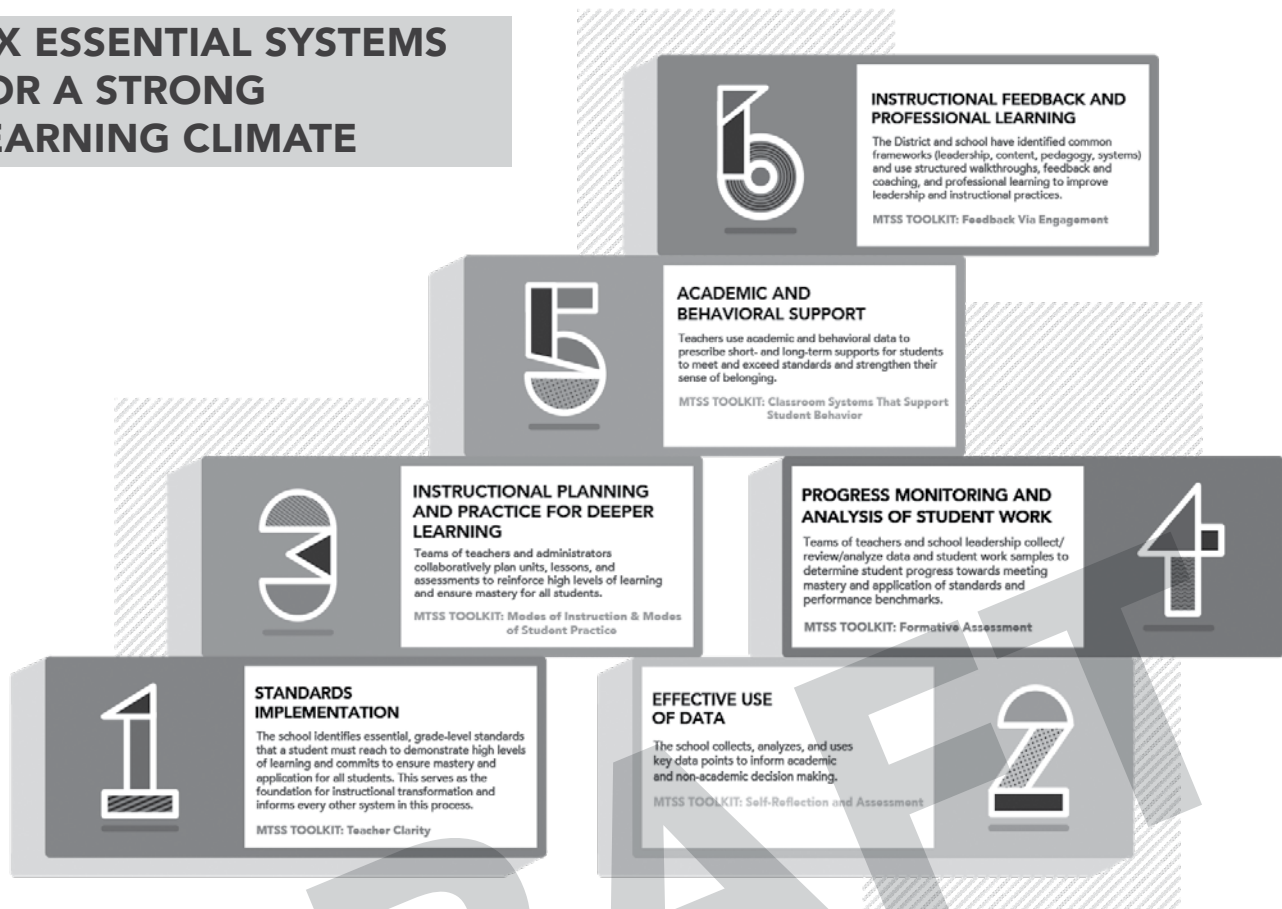 X ESSENTIAL SYSTEMS
OR A STRONG
EARNING CLIMATE
6
INSTRUCTIONAL FEEDBACK AND
PROFESSIONAL LEARNING
The District and school have identified common
frameworks (leadership, content, pedagogy, systems)
and use structured walkthroughs, feedback and
coaching, and professional learning to improve
leadership and instructional practices.
MTSS TOOLKIT: Feedback Via Engagement
5
ACADEMIC AND
BEHAVIORAL SUPPORT
Teachers use academic and behavioral data to
prescribe short- and long-term supports for students
to meet and exceed standards and strengthen their
sense of belonging.
MTSS TOOLKIT: Classroom Systems That Support
Student Behavior
3
INSTRUCTIONAL PLANNING
AND PRACTICE FOR DEEPER
LEARNING
Teams of teachers and administrators
collaboratively plan units, lessons, and
assessments to reinforce high levels of learning
and ensure mastery for all students.
MTSS TOOLKIT: Modes of Instruction & Modes
of Student Practice
PROGRESS MONITORING AND
ANALYSIS OF STUDENT WORK
Teams of teachers and school leadership collect/
review/analyze data and student work samples to
determine student progress towards meeting
mastery and application of standards and
performance benchmarks.
MTSS TOOLKIT: Formative Assessment
4
1
STANDARDS
IMPLEMENTATION
The school identifies essential, grade-level standards
that a student must reach to demonstrate high levels
of learning and commits to ensure mastery and
application for all students. This serves as the
foundation for instructional transformation and
informs every other system in this process.
MTSS TOOLKIT: Teacher Clarity
EFFECTIVE USE
OF DATA
The school collects, analyzes, and uses
key data points to inform academic
and non-academic decision making.
MTSS TOOLKIT: Self-Reflection and Assessment
2
RAFT